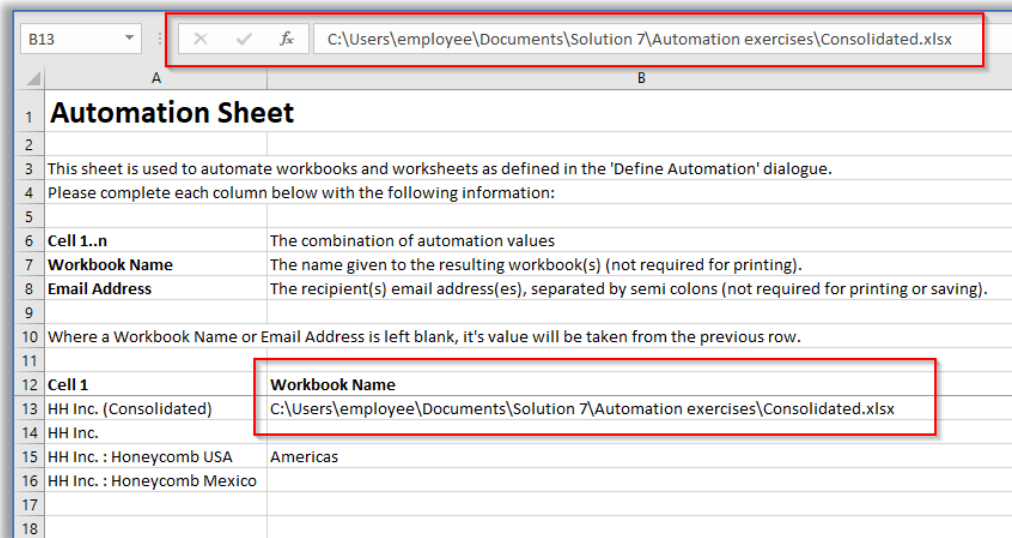 B13 fx C:\Users\employee\Documents\Solution 7\Automation exercises\Consolidated.xlsx
A B
1 Automation Sheet
2
3 This sheet is used to automate workbooks and worksheets as defined in the 'Define Automation' dialogue.
4 Please complete each column below with the following information:
5
6 Cell 1..n The combination of automation values
7 Workbook Name The name given to the resulting workbook(s) (not required for printing).
8 Email Address The recipient(s) email address(es), separated by semi colons (not required for printing or saving).
9
10 Where a Workbook Name or Email Address is left blank, it's value will be taken from the previous row.
11
12 Cell 1 Workbook Name
13 HH Inc. (Consolidated) C:\Users\employee\Documents\Solution 7\Automation exercises\Consolidated.xlsx
14 HH Inc.
15 HH Inc. : Honeycomb USA Americas
16 HH Inc. : Honeycomb Mexico
17
18